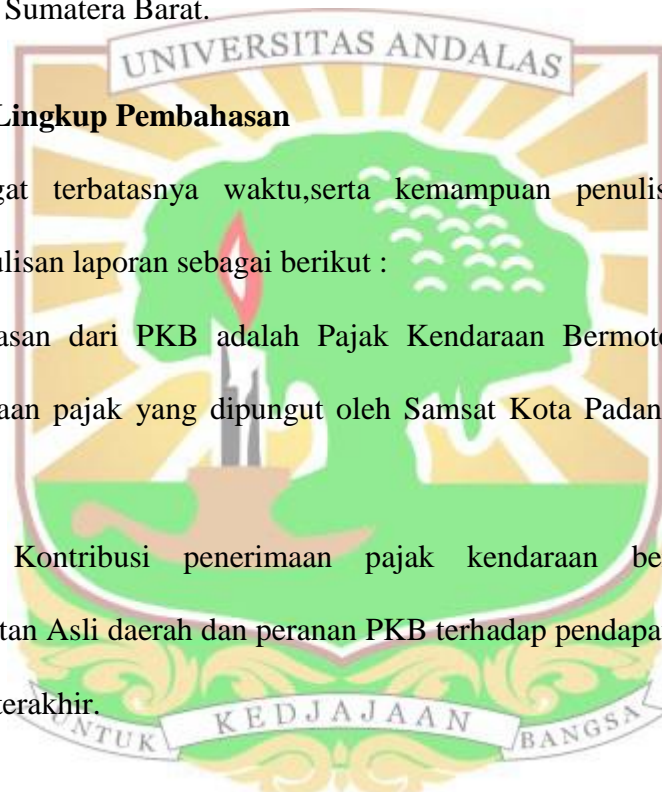 Sumatera Barat.
UNIVERSITAS ANDALAS
Lingkup Pembahasan
gat terbatasnya waktu,serta kemampuan penulis
ulisan laporan sebagai berikut :
asan dari PKB adalah Pajak Kendaraan Bermoto
aan pajak yang dipungut oleh Samsat Kota Padan
Kontribusi penerimaan pajak kendaraan be
tan Asli daerah dan peranan PKB terhadap pendapa
terakhir.
UNTUK KEDJAJAAN BANGSA